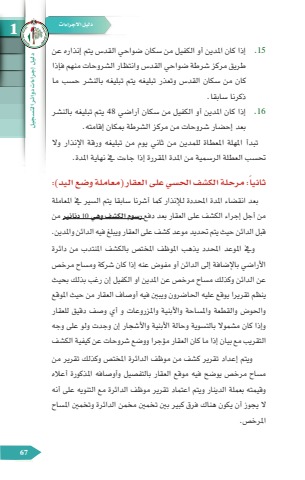 دليل الاجراءات
1
دليل إجراءات دوائر التسجيل
15. إذا كان المدين أو الكفيل من سكان ضواحي القدس يتم إنذاره عن
طريق مركز شرطة ضواحي القدس وانتظار الشروحات منهم فإذا
كان من سكان القدس وتعذر تبليغه يتم تبليغه بالنشر حسب ما
ذكرنا سابقا .
16. إذا كان المدين أو الكفيل من سكان أراضي 48 يتم تبليغه بالنشر
بعد إحضار شروحات من مركز الشرطة بمكان إقامته .
تبدأ المهلة المعطاة للمدين من ثاني يوم من تبليغه ورقة الإنذار ولا
تحسب العطلة الرسمية من المدة المقررة إذا جاءت في نهاية المدة.
ثانياً: مرحلة الكشف الحسي على العقار (معاملة وضع اليد):
بعد انقضاء المدة المحددة للإنذار كما أشرنا سابقا يتم السير في المعاملة
من أجل إجراء الكشف على العقار بعد دفع رسوم الكشف وهي 10 دنانير من
قبل الدائن حيث يتم تحديد موعد كشف على العقار ويبلغ فيه الدائن والمدين.
وفي الموعد المحدد يذهب الموظف المختص بالكشف المنتدب من دائرة
الأراضي بالإضافة إلى الدائن أو مفوض عنه إذا كان شركة ومساح مرخص
عن الدائن وكذلك مساح مرخص عن المدين او الكفيل إن رغب بذلك بحيث
ينظم تقريرا يوقع عليه الحاضرون ويبين فيه أوصاف العقار من حيث الموقع
والحوض والقطعة والمساحة والأبنية والمزروعات و أي وصف دقيق للعقار
وإذا كان مشمولا بالتسوية وحالة الأبنية والأشجار إن وجدت ولو على وجه
التقريب مع بيان إذا ما كان العقار مؤجرا ووضع شروحات عن كيفية الكشف
ويتم إعداد تقرير كشف من موظف الدائرة المختص وكذلك تقرير من
مساح مرخص يوضح فيه موقع العقار بالتفصيل وأوصافه المذكورة أعلاه
وقيمته بعملة الدينار ويتم اعتماد تقرير موظف الدائرة مع التنويه على أنه
لا يجوز أن يكون هناك فرق كبير بين تخمين مخمن الدائرة وتخمين المساح
المرخص.
67